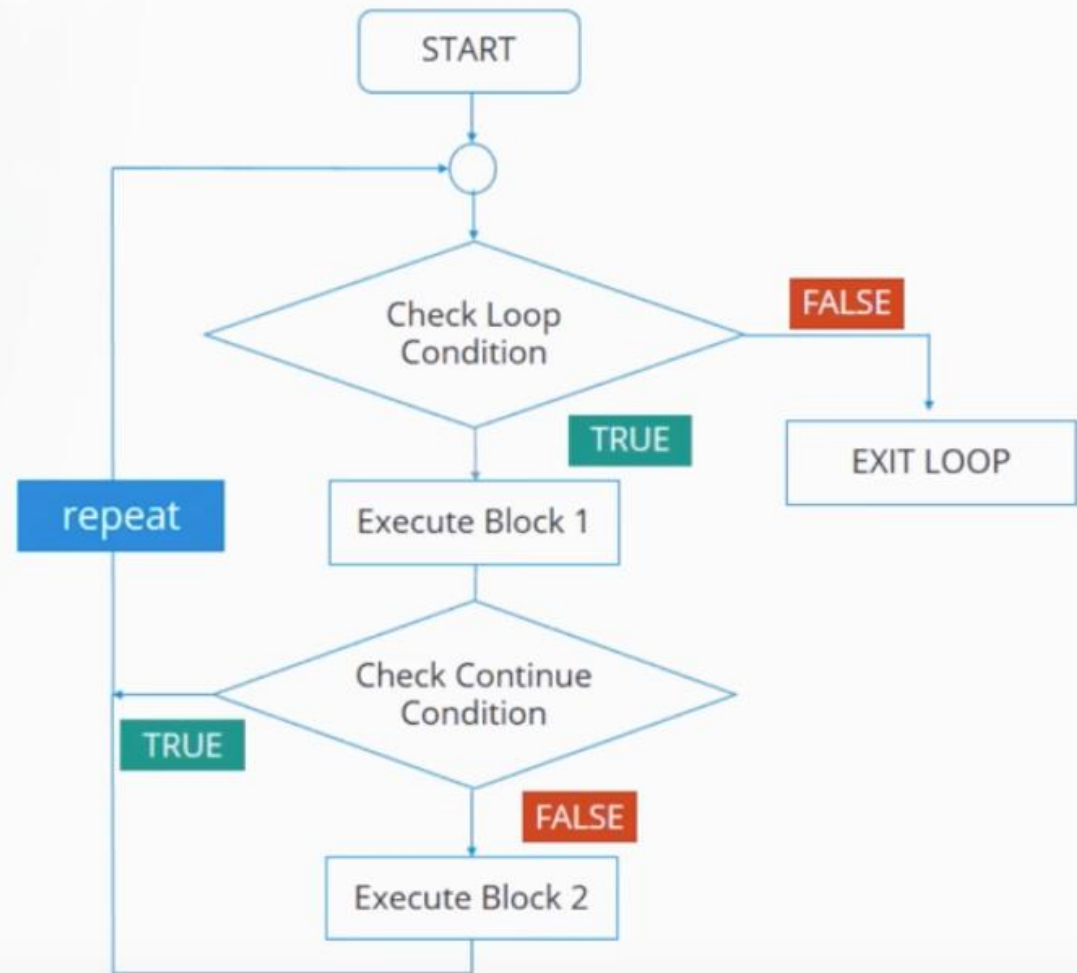 START
Check Loop
Condition
FALSE
TRUE
EXIT LOOP
repeat
Execute Block 1
Check Continue
Condition
TRUE
FALSE
Execute Block 2